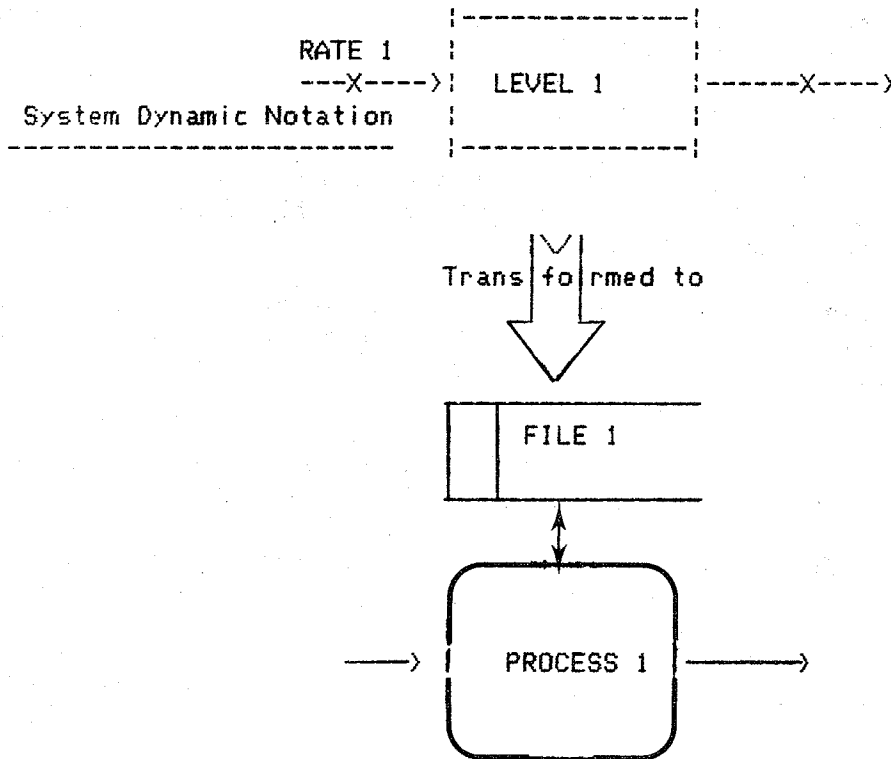 RATE 1
LEVEL 1
System Dynamic Notation
Transformed to
FILE 1
PROCESS 1